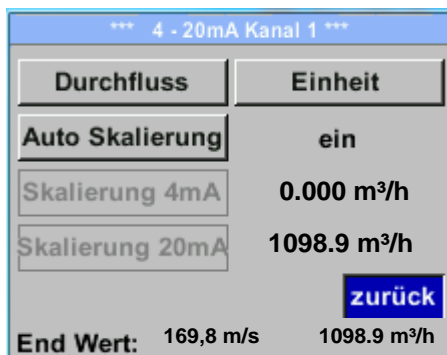 *** 4 - 20mA Kanal 1 ***
Durchfluss Einheit
Auto Skalierung ein
Skalierung 4mA 0.000 m³/h
Skalierung 20mA 1098.9 m³/h
zurück
End Wert: 169,8 m/s 1098.9 m³/h